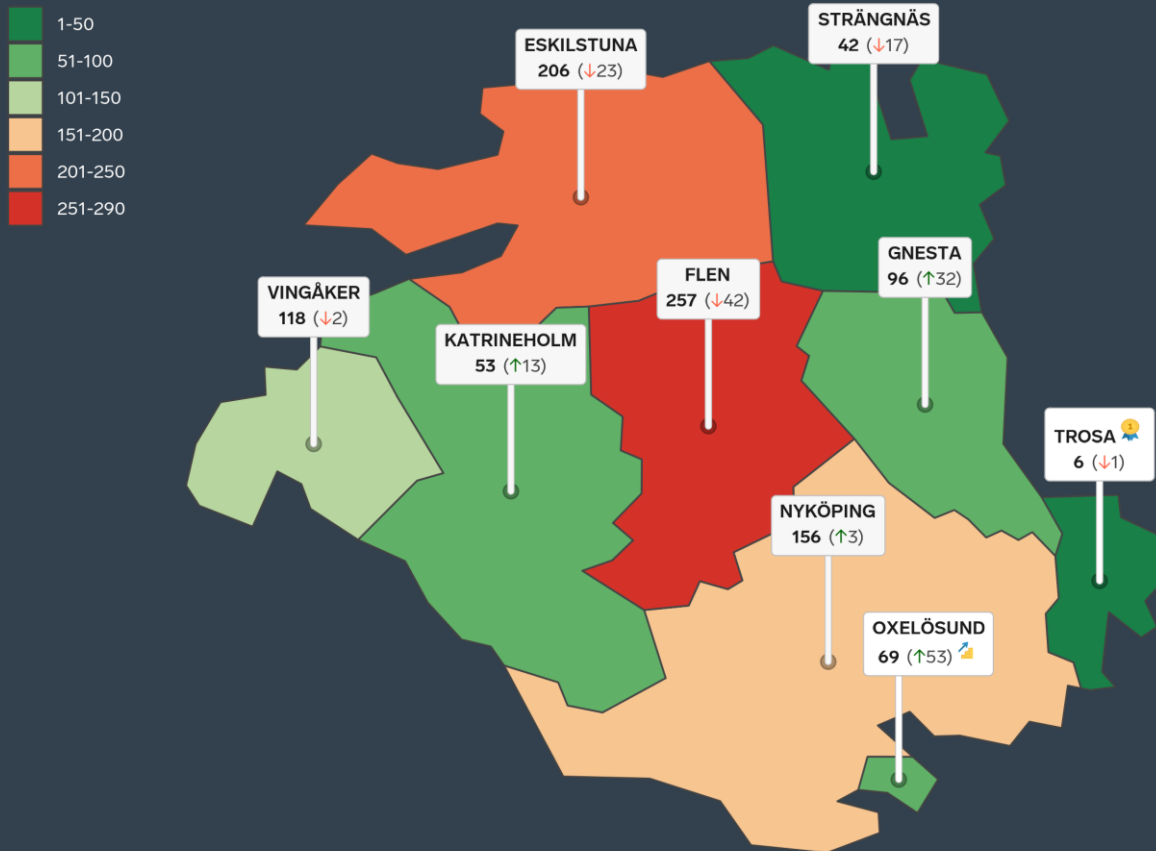 1-50
51-100
101-150
151-200
201-250
251-290
STRÄNGNÄS
42 (↓17)
ESKILSTUNA
206 (↓23)
GNESTA
96 (↑32)
FLEN
257 (↓42)
VINGÅKER
118 (↓2)
KATRINEHOLM
53 (↑13)
TROSA 1
6 (↓1)
NYKÖPING
156 (↑3)
OXELÖSUND
69 (↑53)